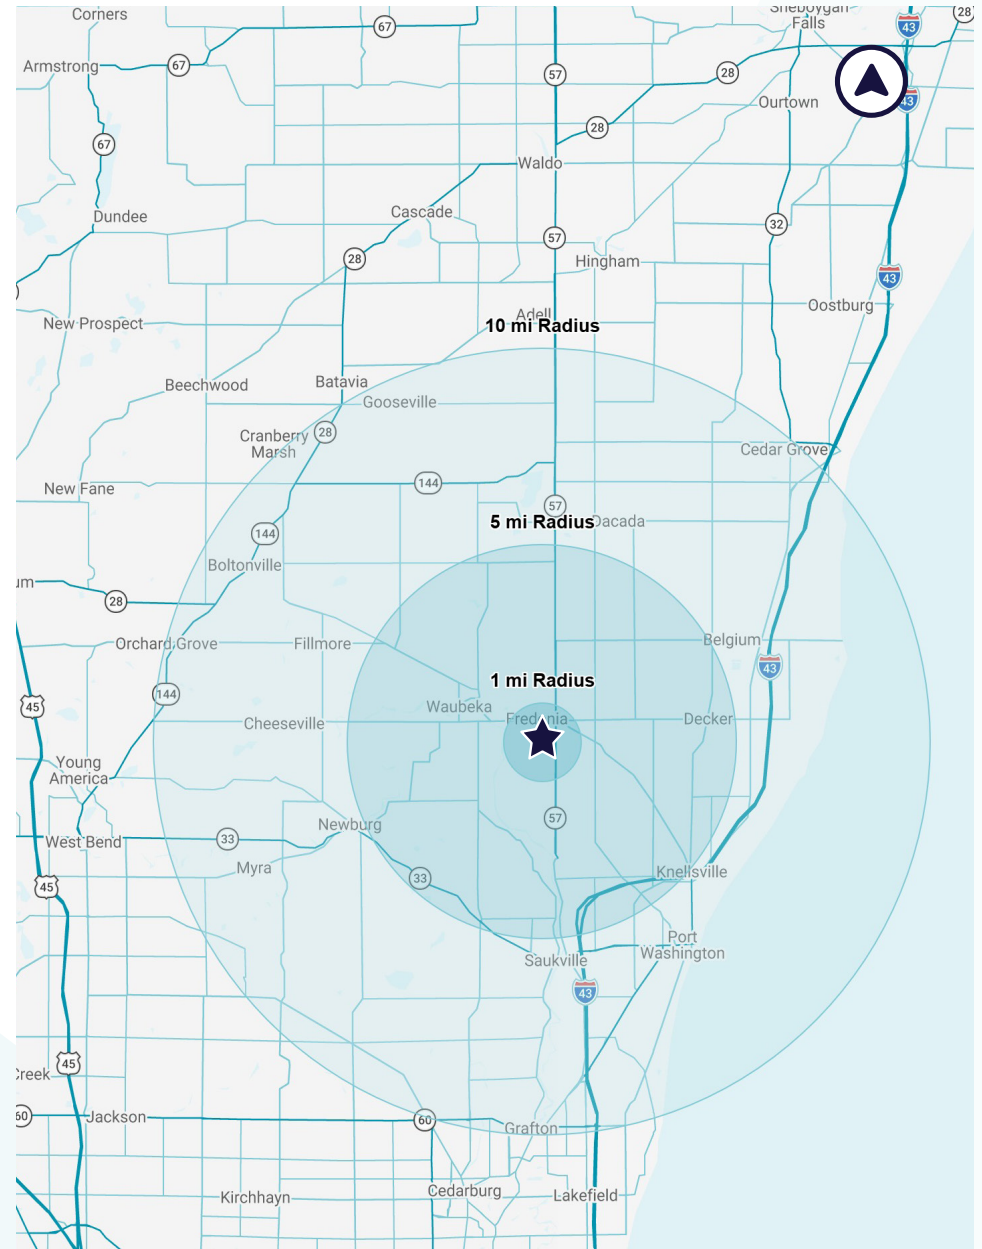 Corners
Sheboygan
Falls
28
67
43
Armstrong
67
57
28
Ourtown
43
28
67
Waldo
Dundee
Cascade
32
57
28
Hingham
43
Oostburg
Adell
New Prospect
10 mi Radius
Beechwood
Batavia
Gooseville
28
Cranberry
Marsh
Cedar Grove
144
New Fane
57
5 mi Radius
Dacada
144
Boltonville
um
28
Orchard Grove
Fillmore
Belgium
43
1 mi Radius
144
45
Waubeka
Fredonia
Decker
Cheeseville
Young
America
57
Newburg
33
West Bend
Myra
Knellsville
33
45
Port
Washington
Saukville
43
45
Creek
60
Jackson
60
Grafton
Kirchhayn
Cedarburg
Lakefield